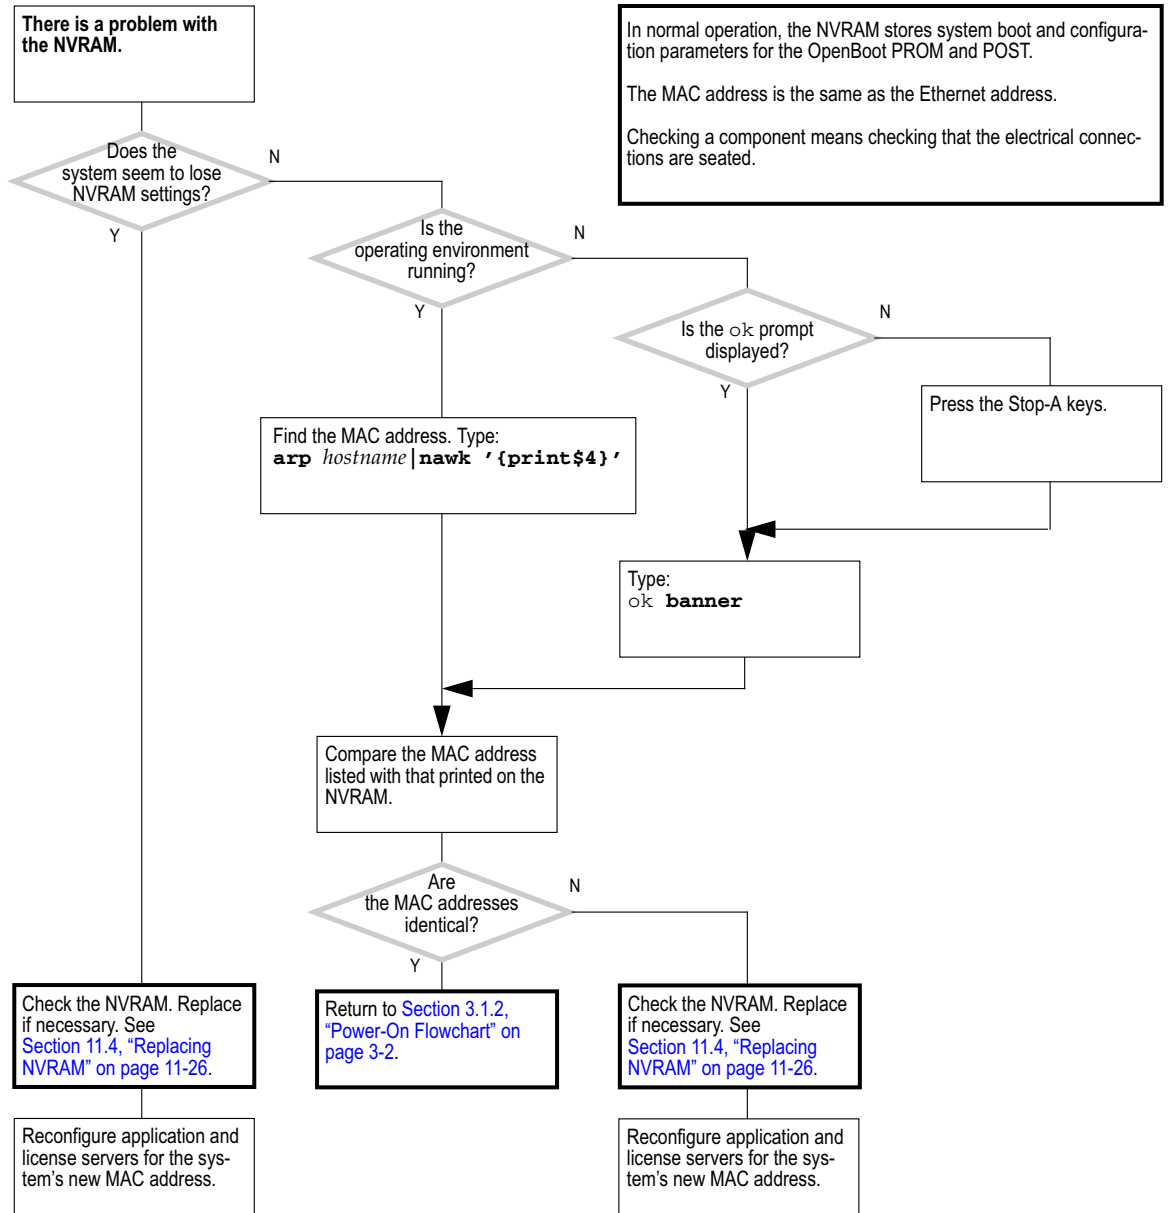 There is a problem with
the NVRAM.
In normal operation, the NVRAM stores system boot and configura-
tion parameters for the OpenBoot PROM and POST.
The MAC address is the same as the Ethernet address.
Checking a component means checking that the electrical connec-
tions are seated.
Does the
system seem to lose
NVRAM settings?
N
Y
Is the
operating environment
running?
N
Y
Is the ok prompt
displayed?
N
Y
Press the Stop-A keys.
Find the MAC address. Type:
arp hostname|nawk '{print$4}'
Type:
ok banner
Compare the MAC address
listed with that printed on the
NVRAM.
Are
the MAC addresses
identical?
N
Y
Check the NVRAM. Replace
if necessary. See
Section 11.4, “Replacing
NVRAM” on page 11-26.
Return to Section 3.1.2,
“Power-On Flowchart” on
page 3-2.
Check the NVRAM. Replace
if necessary. See
Section 11.4, “Replacing
NVRAM” on page 11-26.
Reconfigure application and
license servers for the sys-
tem’s new MAC address.
Reconfigure application and
license servers for the sys-
tem’s new MAC address.